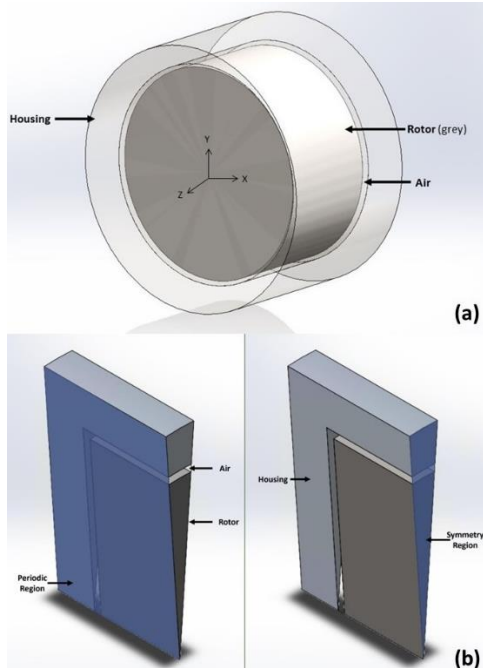 Housing
Y
Rotor (grey)
Z
X
Air
(a)
Air
Housing
Rotor
Periodic
Region
Symmetry
Region
(b)